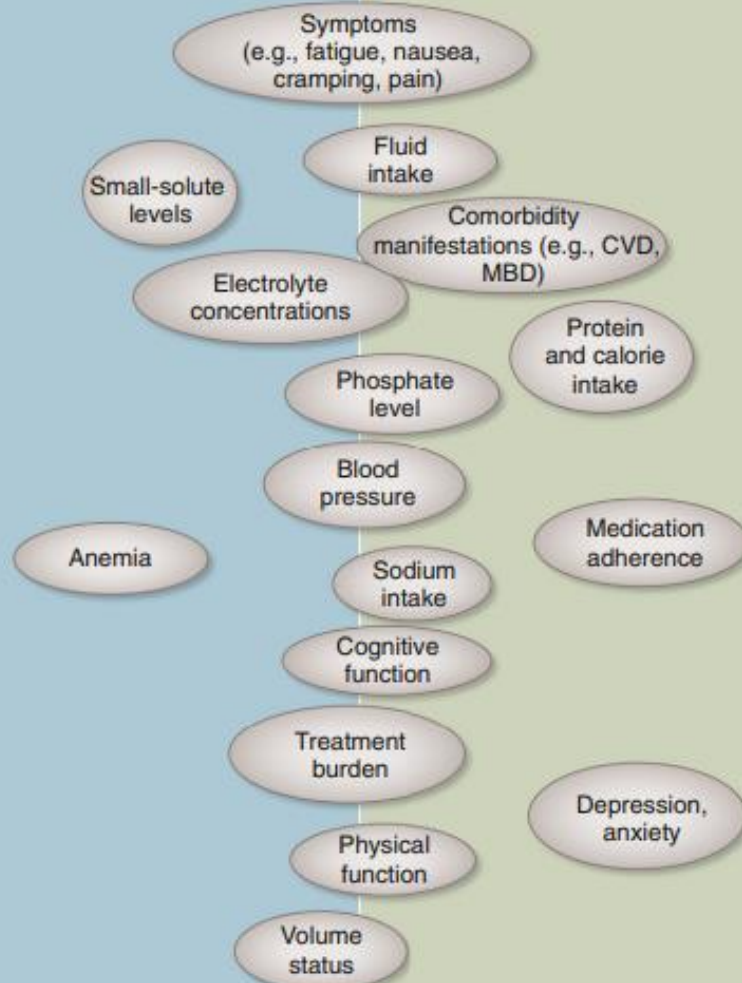 Symptoms
(e.g., fatigue, nausea,
cramping, pain)
Fluid
intake
Small-solute
levels
Comorbidity
manifestations (e.g., CVD,
MBD)
Electrolyte
concentrations
Protein
and calorie
intake
Phosphate
level
Blood
pressure
Anemia
Medication
adherence
Sodium
intake
Cognitive
function
Treatment
burden
Depression,
anxiety
Physical
function
Volume
status